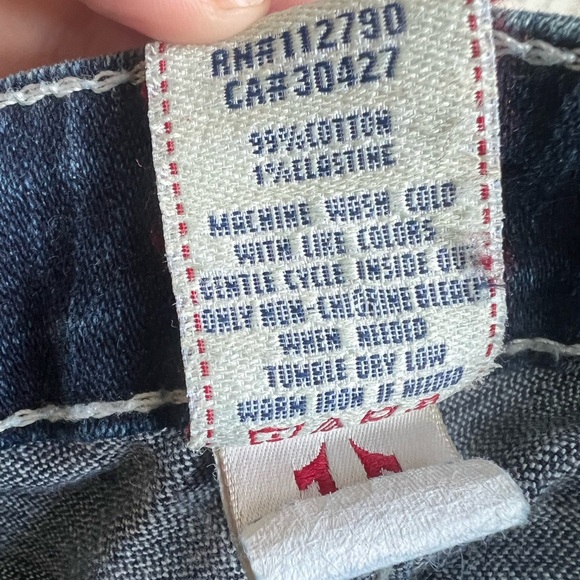 RN#112790
CA#30427
99%COTTON
1%ELASTINE
MACHINE WASH COLD
WITH LIKE COLORS
GENTLE CYCLE INSIDE OUT
ONLY NON-CHLORINE BLEACH
WHEN NEEDED
TUMBLE DRY LOW
WARM IRON IF NEEDED